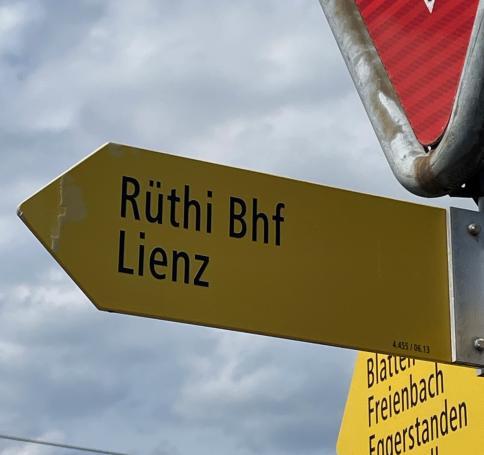 Rüthi Bhf
Lienz
4.455 / 06.13
Blatten
Freienbach
Eggerstanden